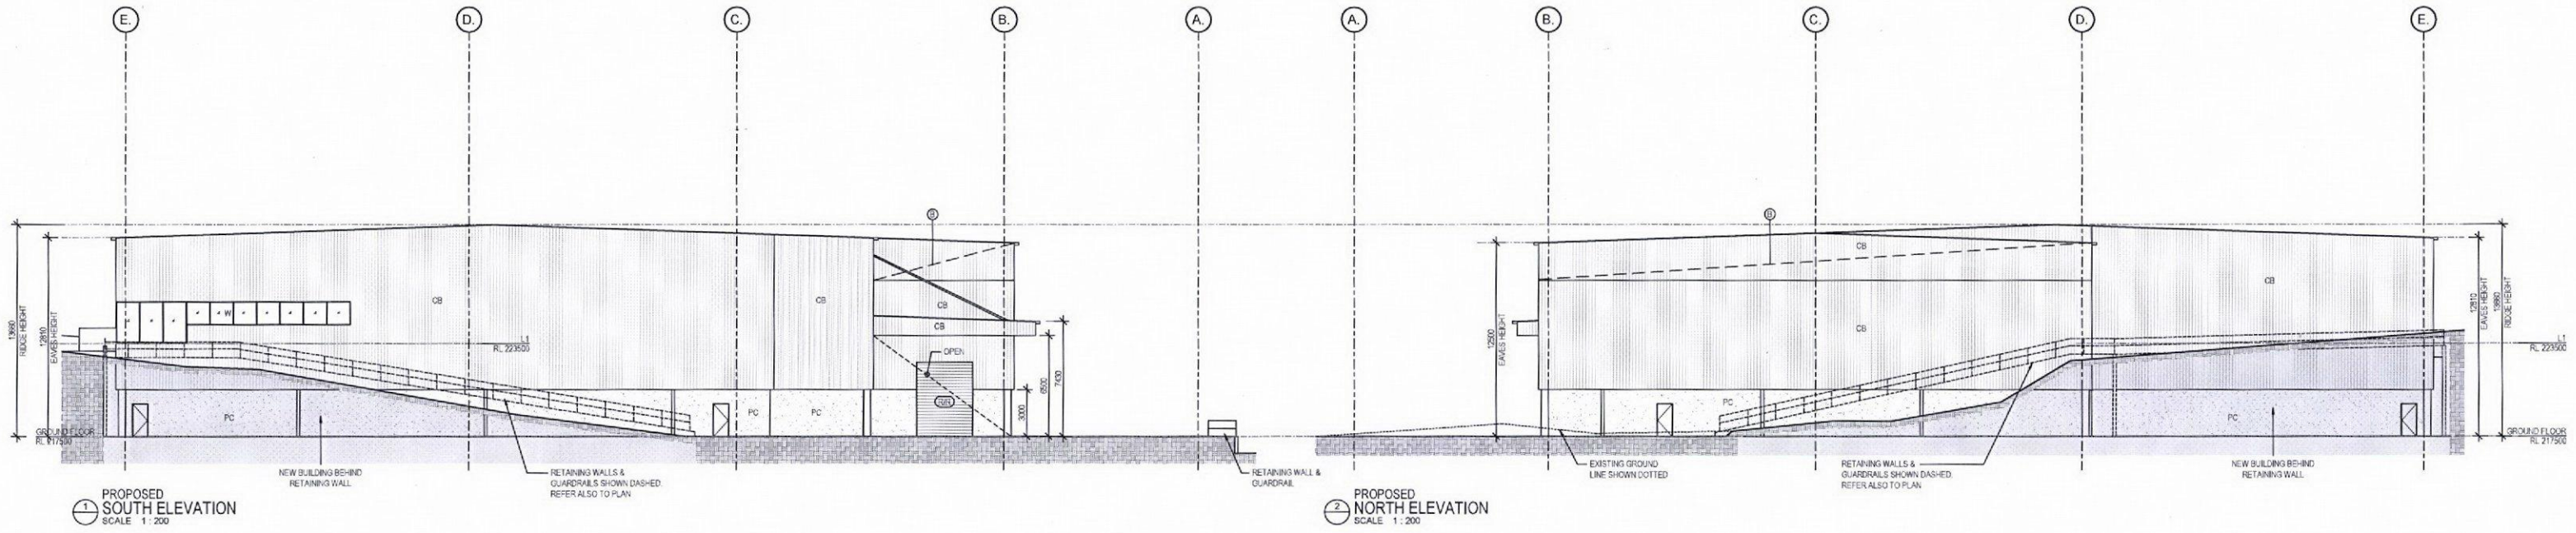 E.
D.
C.
B.
A.
A.
B.
C.
D.
E.
B
B
13660
RIDGE HEIGHT
12810
EAVES HEIGHT
W
CB
CB
CB
CB
L1
RL 223500
OPEN
R/R
3000
6500
7430
PC
PC
PC
GROUND FLOOR
RL 217500
NEW BUILDING BEHIND
RETAINING WALL
RETAINING WALLS &
GUARDRAILS SHOWN DASHED.
REFER ALSO TO PLAN
RETAINING WALL &
GUARDRAIL
1
PROPOSED
SOUTH ELEVATION
SCALE 1 : 200
12500
EAVES HEIGHT
CB
CB
CB
PC
PC
12810
EAVES HEIGHT
13660
RIDGE HEIGHT
L1
RL 223500
GROUND FLOOR
RL 217500
EXISTING GROUND
LINE SHOWN DOTTED
RETAINING WALLS &
GUARDRAILS SHOWN DASHED.
REFER ALSO TO PLAN
NEW BUILDING BEHIND
RETAINING WALL
2
PROPOSED
NORTH ELEVATION
SCALE 1 : 200